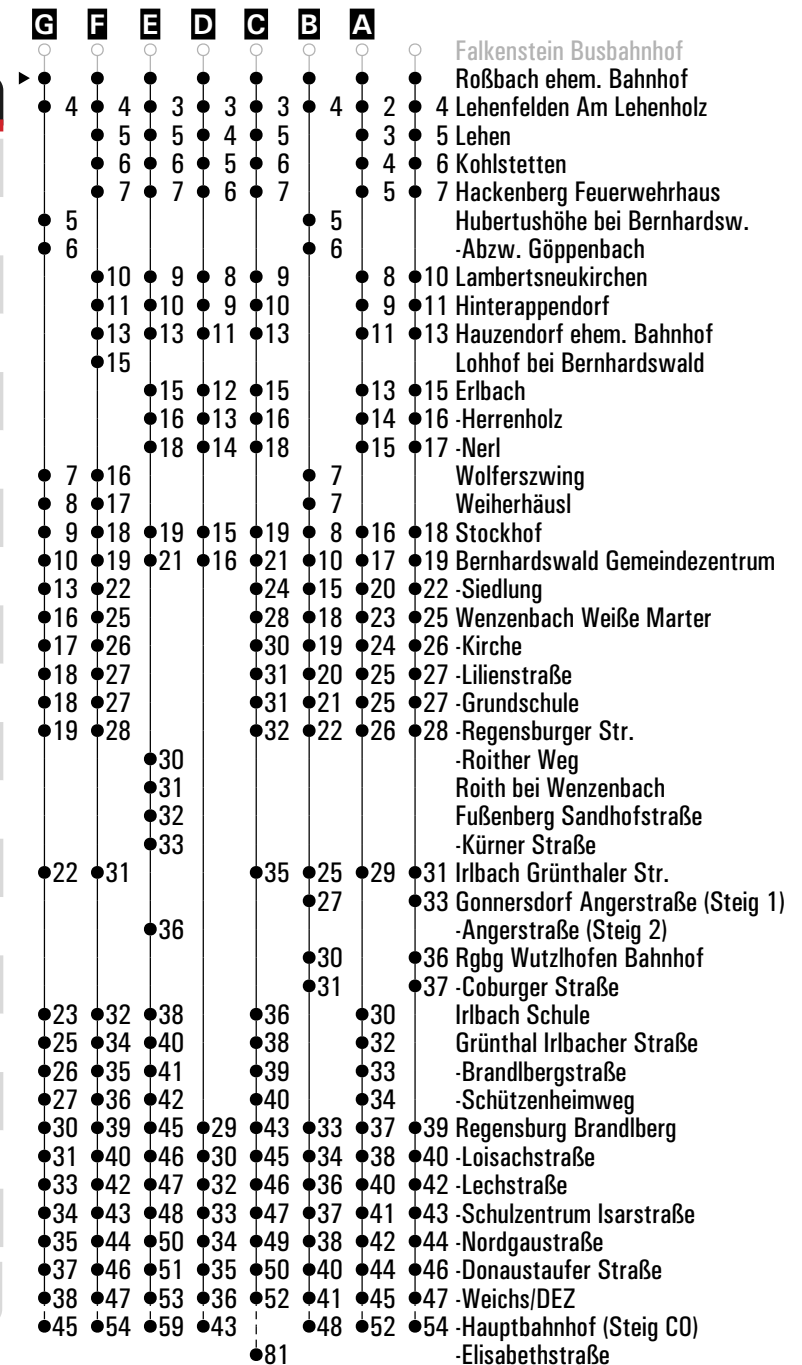 G F E D C B A
Falkenstein Busbahnhof
▶ Roßbach ehem. Bahnhof
4 4 3 3 3 4 2 4 Lehenfelden Am Lehenholz
5 5 4 5 3 5 Lehen
6 6 5 6 4 6 Kohlstetten
7 7 6 7 5 7 Hackenberg Feuerwehrhaus
5 5 Hubertushöhe bei Bernhardsw.
6 6 -Abzw. Göppenbach
10 9 8 9 8 10 Lambertsneukirchen
11 10 9 10 9 11 Hinterappendorf
13 13 11 13 11 13 Hauzendorf ehem. Bahnhof
15 Lohhof bei Bernhardswald
15 12 15 13 15 Erlbach
16 13 16 14 16 -Herrenholz
18 14 18 15 17 -Nerl
7 16 7 Wolferszwing
8 17 7 Weiherhäusl
9 18 19 15 19 8 16 18 Stockhof
10 19 21 16 21 10 17 19 Bernhardswald Gemeindezentrum
13 22 24 15 20 22 -Siedlung
16 25 28 18 23 25 Wenzenbach Weiße Marter
17 26 30 19 24 26 -Kirche
18 27 31 20 25 27 -Lilienstraße
18 27 31 21 25 27 -Grundschule
19 28 32 22 26 28 -Regensburger Str.
30 -Roither Weg
31 Roith bei Wenzenbach
32 Fußenberg Sandhofstraße
33 -Kürner Straße
22 31 35 25 29 31 Irlbach Grünthaler Str.
27 33 Gonnersdorf Angerstraße (Steig 1)
36 -Angerstraße (Steig 2)
30 36 Rgbg Wutzlhofen Bahnhof
31 37 -Coburger Straße
23 32 38 36 30 Irlbach Schule
25 34 40 38 32 Grünthal Irlbacher Straße
26 35 41 39 33 -Brandlbergstraße
27 36 42 40 34 -Schützenheimweg
30 39 45 29 43 33 37 39 Regensburg Brandlberg
31 40 46 30 45 34 38 40 -Loisachstraße
33 42 47 32 46 36 40 42 -Lechstraße
34 43 48 33 47 37 41 43 -Schulzentrum Isarstraße
35 44 50 34 49 38 42 44 -Nordgaustraße
37 46 51 35 50 40 44 46 -Donaustaufer Straße
38 47 53 36 52 41 45 47 -Weichs/DEZ
45 54 59 43 48 52 54 -Hauptbahnhof (Steig C0)
81 -Elisabethstraße